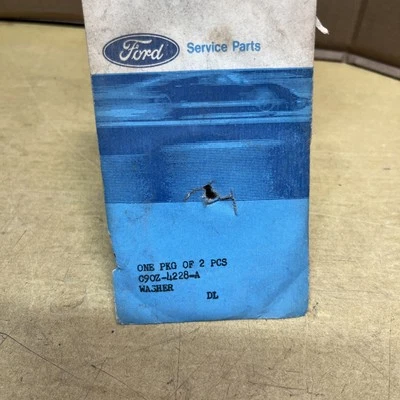 Ford Service Parts
ONE PKG OF 2 PCS
C9OZ-4228-A
WASHER
DL